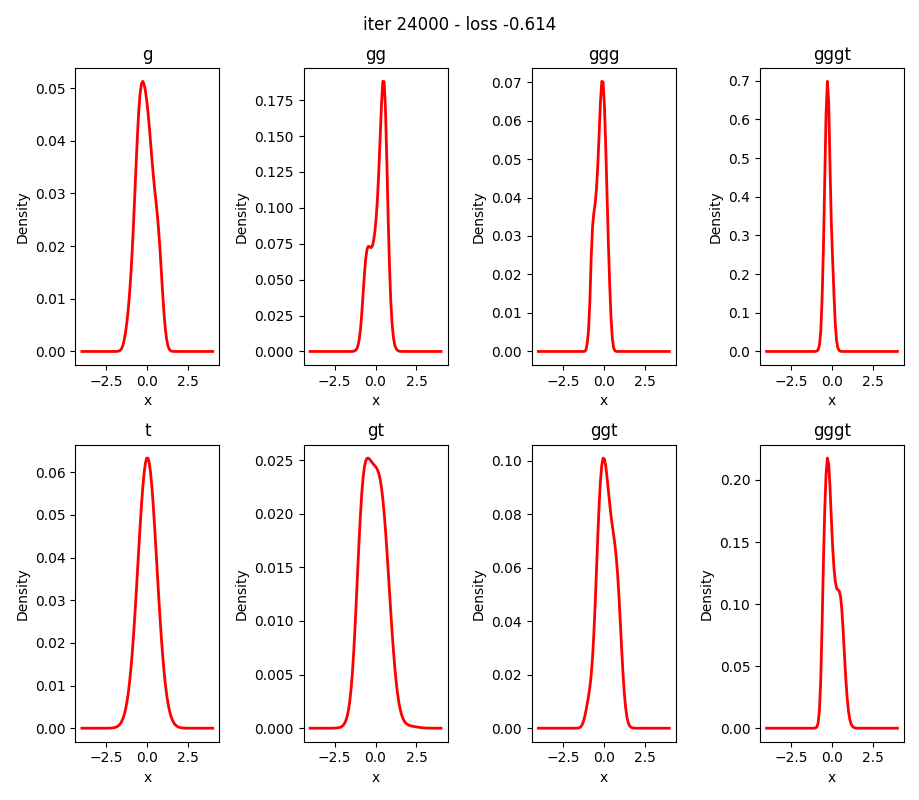 iter 24000 - loss -0.614
g
gg
ggg
gggt
0.05
0.04
0.03
0.02
0.01
0.00
Density
−2.5 0.0 2.5
x
0.175
0.150
0.125
0.100
0.075
0.050
0.025
0.000
Density
−2.5 0.0 2.5
x
0.07
0.06
0.05
0.04
0.03
0.02
0.01
0.00
Density
−2.5 0.0 2.5
x
0.7
0.6
0.5
0.4
0.3
0.2
0.1
0.0
Density
−2.5 0.0 2.5
x
t
gt
ggt
gggt
0.06
0.05
0.04
0.03
0.02
0.01
0.00
Density
−2.5 0.0 2.5
x
0.025
0.020
0.015
0.010
0.005
0.000
Density
−2.5 0.0 2.5
x
0.10
0.08
0.06
0.04
0.02
0.00
Density
−2.5 0.0 2.5
x
0.20
0.15
0.10
0.05
0.00
Density
−2.5 0.0 2.5
x